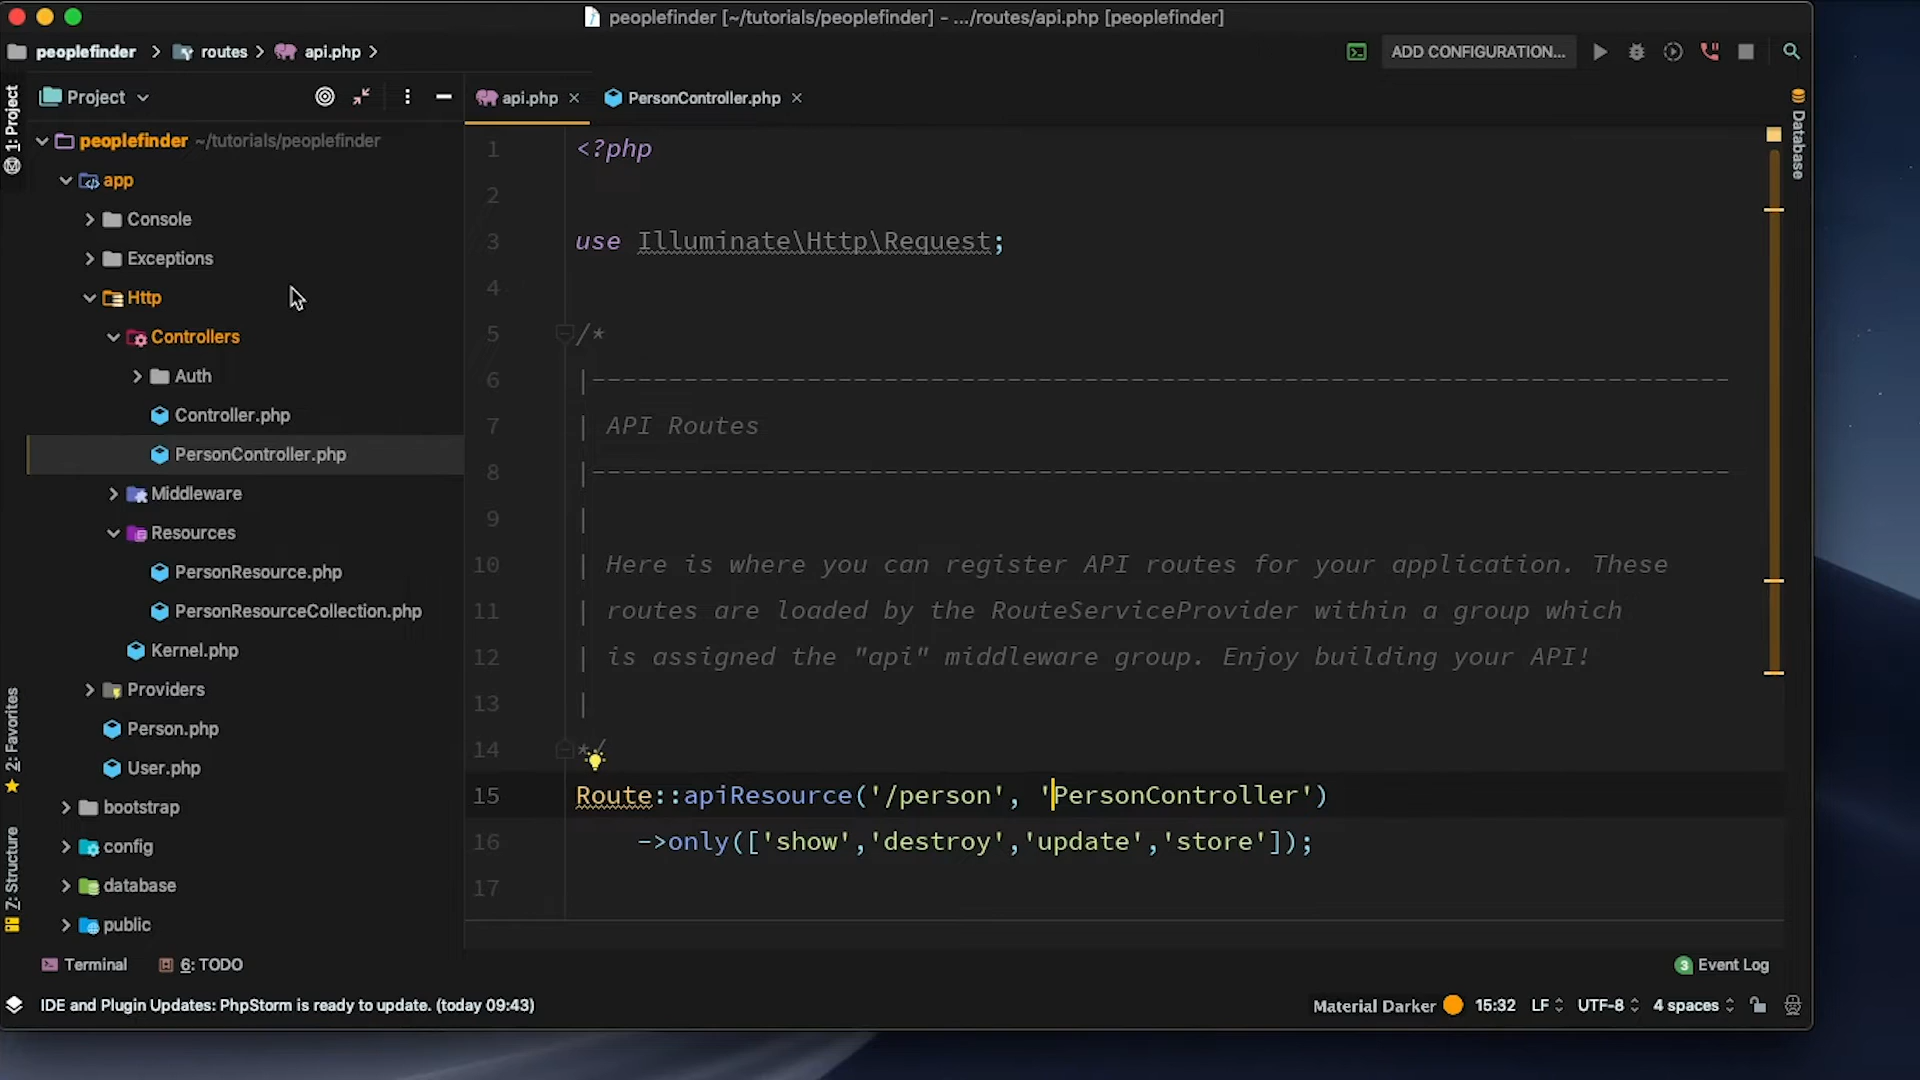 peoplefinder [~/tutorials/peoplefinder] - .../routes/api.php [peoplefinder]
peoplefinder routes api.php
ADD CONFIGURATION...
1: Project
Project
api.php PersonController.php
Database
peoplefinder ~/tutorials/peoplefinder
app
Console
Exceptions
Http
Controllers
Auth
Controller.php
PersonController.php
Middleware
Resources
PersonResource.php
PersonResourceCollection.php
Kernel.php
Providers
Person.php
User.php
bootstrap
config
database
public
2: Favorites
7: Structure
1 <?php
2
3 use Illuminate\Http\Request;
4
5 /*
6 |--------------------------------------------------------------------------
7 | API Routes
8 |--------------------------------------------------------------------------
9 |
10 | Here is where you can register API routes for your application. These
11 | routes are loaded by the RouteServiceProvider within a group which
12 | is assigned the "api" middleware group. Enjoy building your API!
13 |
14 */
15 Route::apiResource('/person', 'PersonController')
16 ->only(['show','destroy','update','store']);
17
Terminal 6: TODO
3 Event Log
IDE and Plugin Updates: PhpStorm is ready to update. (today 09:43)
Material Darker 15:32 LF UTF-8 4 spaces